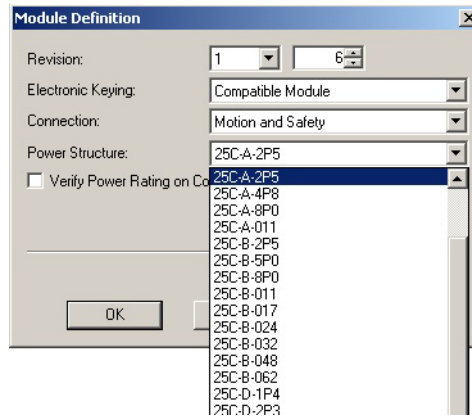 Module Definition
Revision: 1 6
Electronic Keying: Compatible Module
Connection: Motion and Safety
Power Structure: 25C-A-2P5
Verify Power Rating on Co
25C-A-2P5
25C-A-4P8
25C-A-8P0
25C-A-011
25C-B-2P5
25C-B-5P0
25C-B-8P0
25C-B-011
25C-B-017
25C-B-024
25C-B-032
25C-B-048
25C-B-062
25C-D-1P4
25C-D-2P3
OK